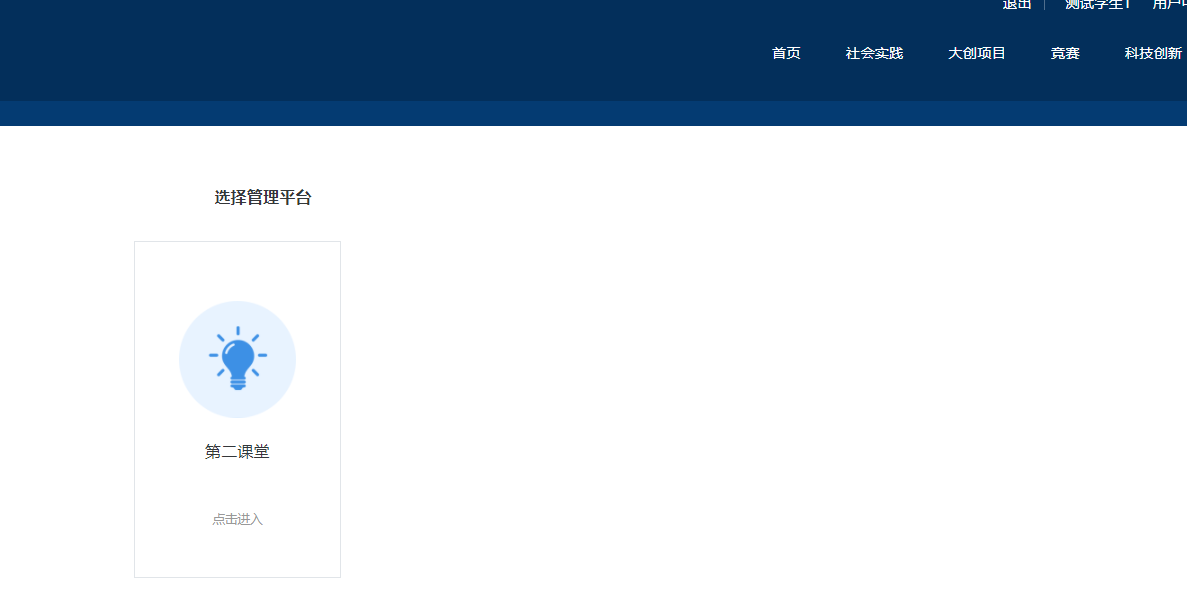 退出 测试学生1 用户中
首页 社会实践 大创项目 竞赛 科技创新
选择管理平台
第二课堂
点击进入